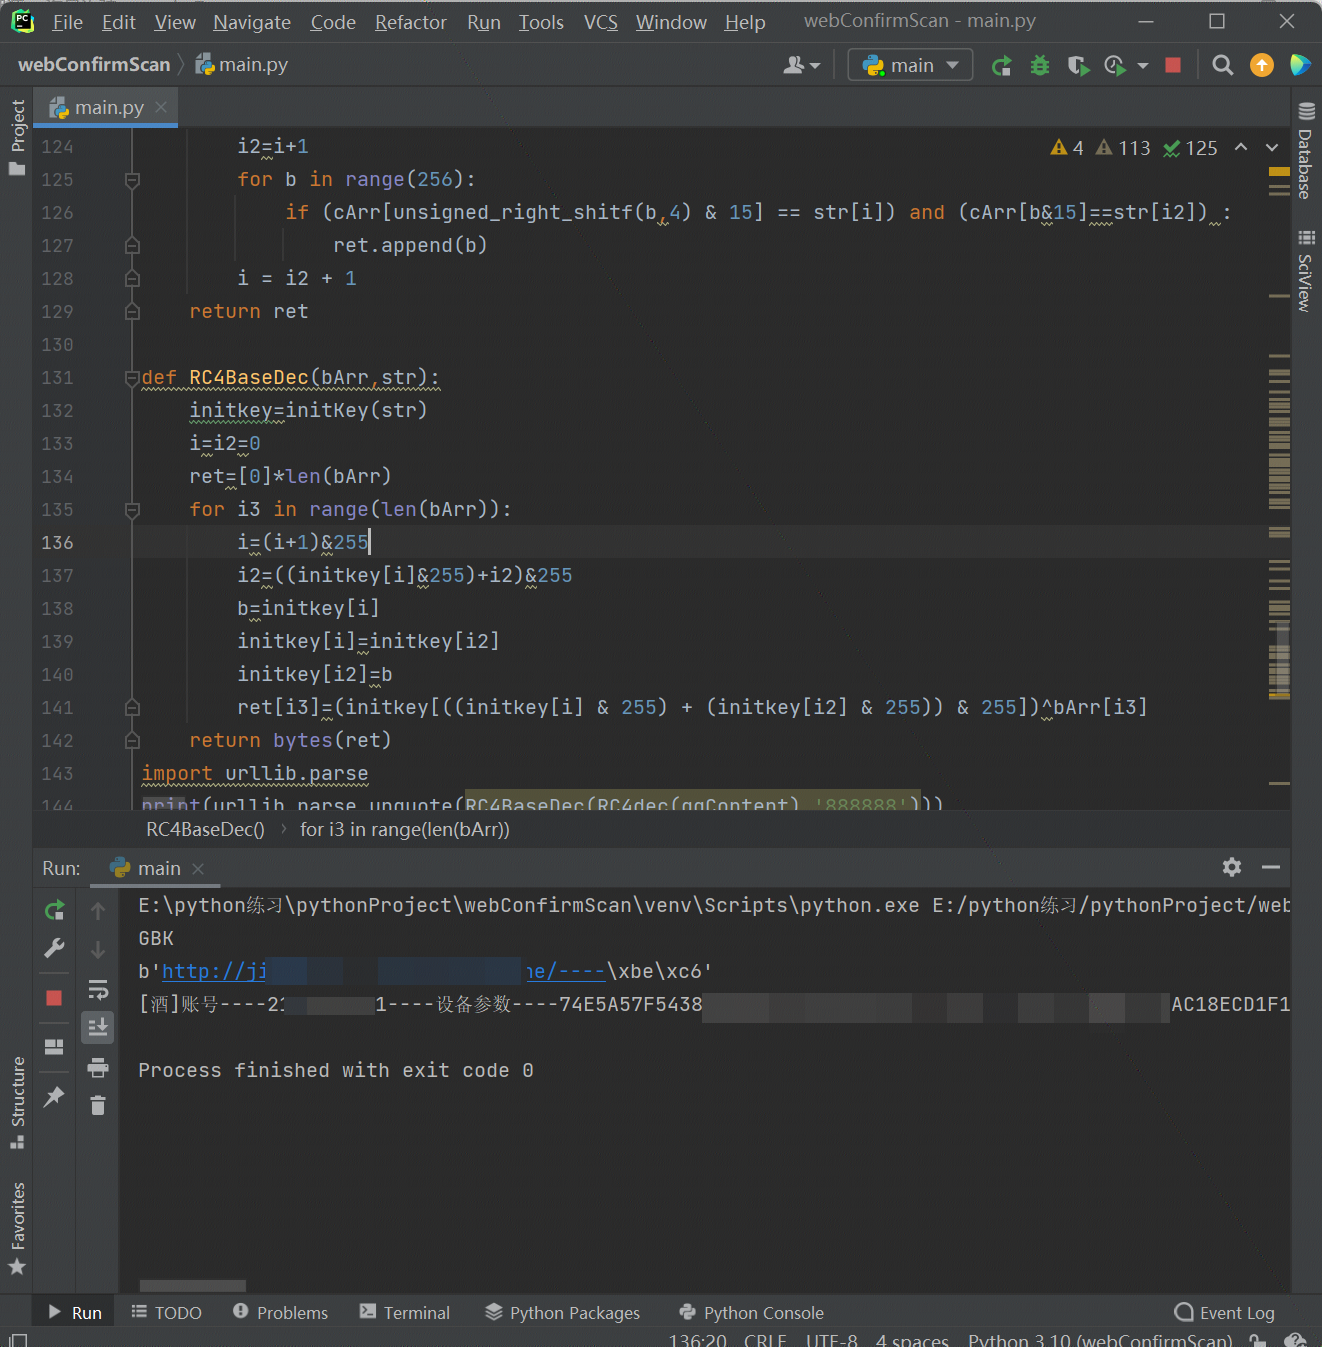 File Edit View Navigate Code Refactor Run Tools VCS Window Help webConfirmScan - main.py
webConfirmScan main.py main
main.py
Project
Database
SciView
4 113 125
124 i2=i+1
125 for b in range(256):
126 if (cArr[unsigned_right_shitf(b,4) & 15] == str[i]) and (cArr[b&15]==str[i2]) :
127 ret.append(b)
128 i = i2 + 1
129 return ret
130
131 def RC4BaseDec(bArr,str):
132 initkey=initKey(str)
133 i=i2=0
134 ret=[0]*len(bArr)
135 for i3 in range(len(bArr)):
136 i=(i+1)&255
137 i2=((initkey[i]&255)+i2)&255
138 b=initkey[i]
139 initkey[i]=initkey[i2]
140 initkey[i2]=b
141 ret[i3]=(initkey[((initkey[i] & 255) + (initkey[i2] & 255)) & 255])^bArr[i3]
142 return bytes(ret)
143 import urllib.parse
144 print(urllib.parse.unquote(RC4BaseDec(RC4dec(qqContent),'888888')))
RC4BaseDec() for i3 in range(len(bArr))
Run: main
E:\python练习\pythonProject\webConfirmScan\venv\Scripts\python.exe E:/python练习/pythonProject/web
GBK
b'http://ji ne/----\xbe\xc6'
[酒]账号----21 1----设备参数----74E5A57F5438 AC18ECD1F1
Process finished with exit code 0
Structure
Favorites
Run TODO Problems Terminal Python Packages Python Console Event Log
136:20 CRLF UTF-8 4 spaces Python 3.10 (webConfirmScan)